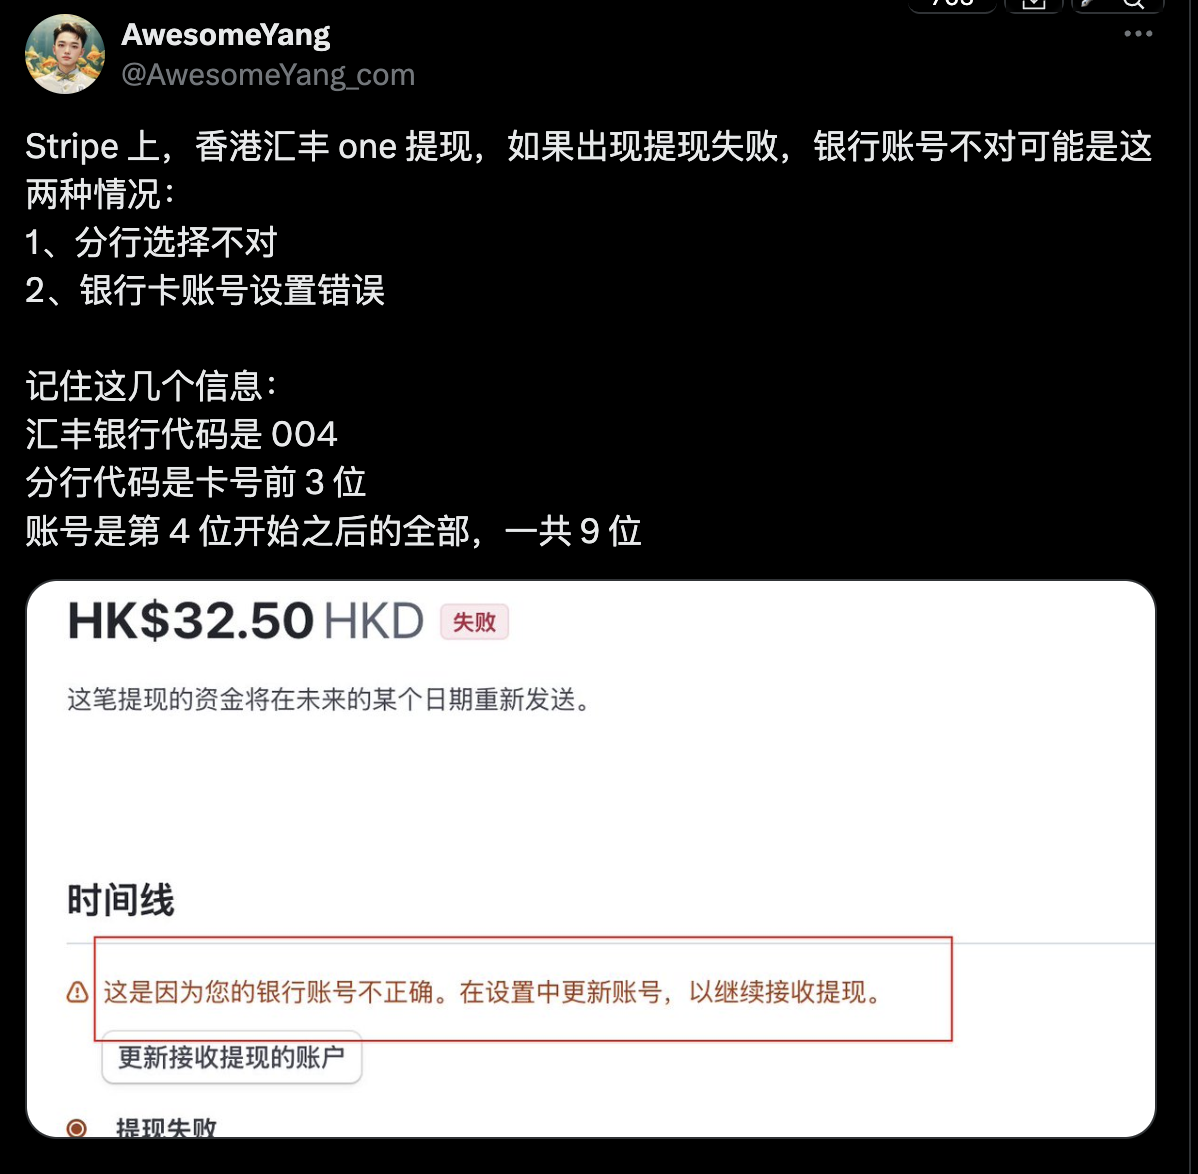 AwesomeYang
@AwesomeYang_com
Stripe 上，香港汇丰 one 提现，如果出现提现失败，银行账号不对可能是这
两种情况：
1、分行选择不对
2、银行卡账号设置错误
记住这几个信息：
汇丰银行代码是 004
分行代码是卡号前 3 位
账号是第 4 位开始之后的全部，一共 9 位
HK$32.50 HKD 失败
这笔提现的资金将在未来的某个日期重新发送。
时间线
这是因为您的银行账号不正确。在设置中更新账号，以继续接收提现。
更新接收提现的账户
提现失败